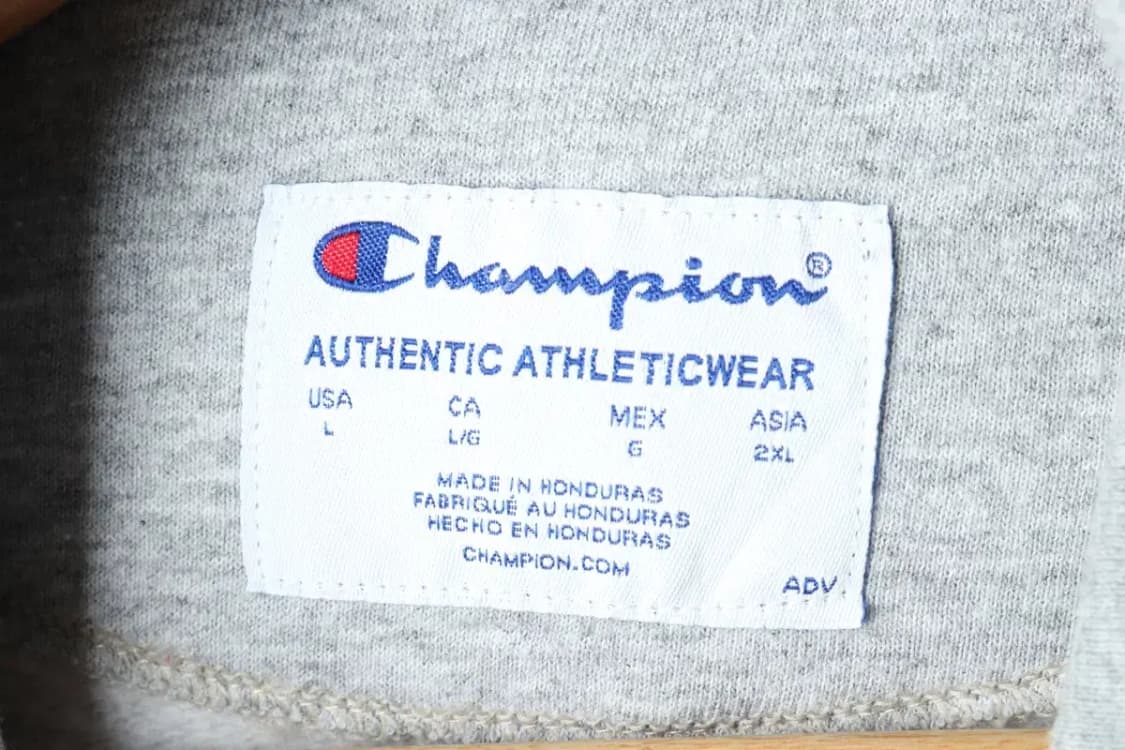 Champion®
AUTHENTIC ATHLETICWEAR
USA CA MEX ASIA
L L/G G 2XL
MADE IN HONDURAS
FABRIQUÉ AU HONDURAS
HECHO EN HONDURAS
CHAMPION.COM
ADV.